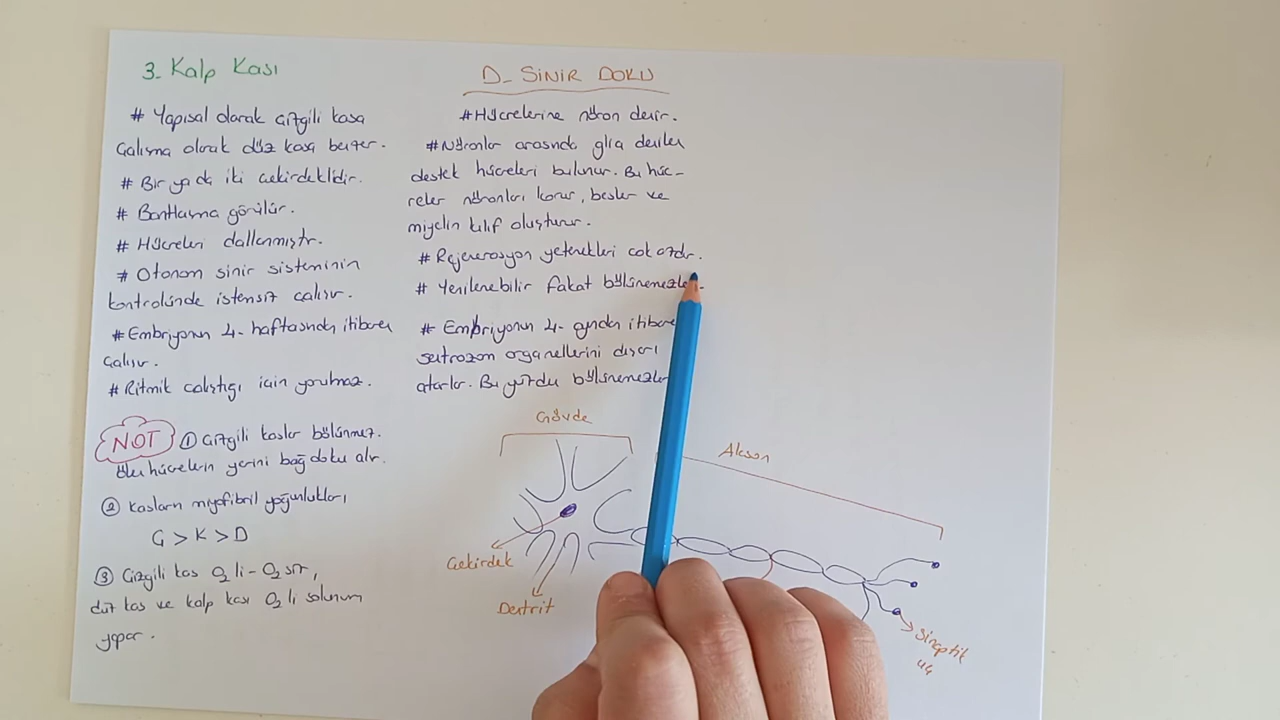 3. Kalp Kası
# Yapısal olarak çizgili kasa
çalışma olarak düz kasa benzer.
# Bir ya da iki çekirdeklidir.
# Bantlaşma görülür.
# Hücreleri dallanmıştır.
# Otonom sinir sisteminin
kontrolünde istemsiz çalışır.
# Embriyonun 4. haftasından itibaren
çalışır.
# Ritmik çalıştığı için yorulmaz.
NOT ① Çizgili kaslar bölünmez.
Ölen hücrelerin yerini bağ doku alır.
② Kasların miyofibril yoğunlukları
Ç > K > D
③ Çizgili kas O2 li - O2 siz,
düz kas ve kalp kası O2 li solunum
yapar.
D- SİNİR DOKU
# Hücrelerine nöron denir.
# Nöronlar arasında glia denilen
destek hücreleri bulunur. Bu hüc-
reler nöronları korur, besler ve
miyelin kılıf oluşturur.
# Rejenerasyon yetenekleri çok azdır.
# Yenilenebilir fakat bölünemezler.
# Embriyonun 4. ayından itibaren
sentrozom organellerini dışarı
atarlar. Bu yüzden bölünemezler
Gövde
Akson
Çekirdek
Dentrit
Sinaptik
uç